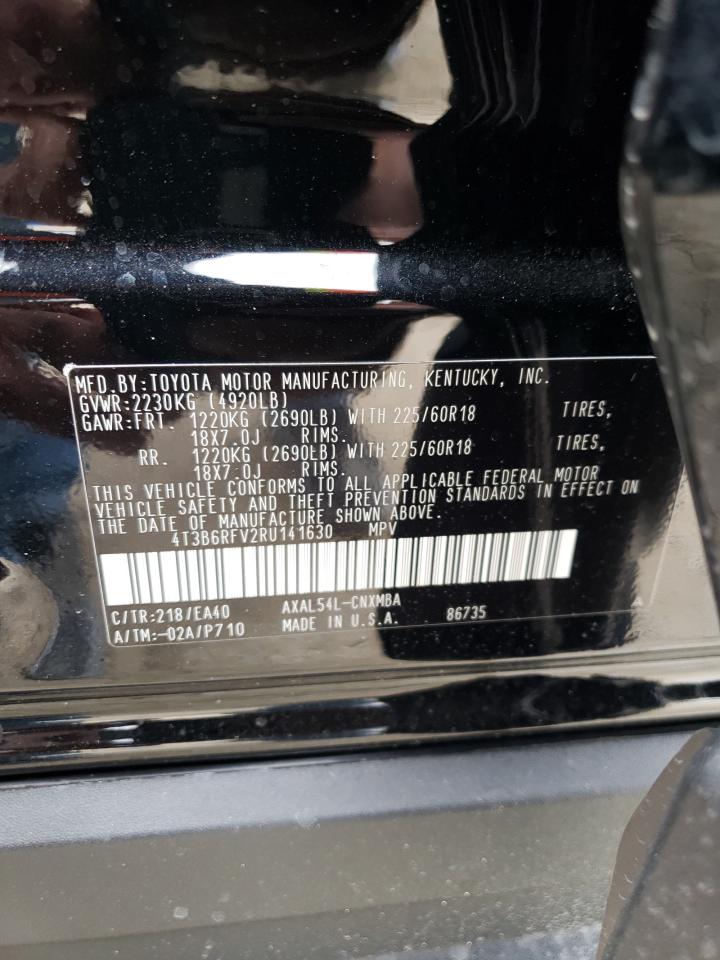 MFD.BY:TOYOTA MOTOR MANUFACTURING, KENTUCKY, INC.
GVWR:2230KG (4920LB)
GAWR:FRT. 1220KG (2690LB) WITH 225/60R18 TIRES,
18X7.0J RIMS.
RR. 1220KG (2690LB) WITH 225/60R18 TIRES,
18X7.0J RIMS.
THIS VEHICLE CONFORMS TO ALL APPLICABLE FEDERAL MOTOR
VEHICLE SAFETY AND THEFT PREVENTION STANDARDS IN EFFECT ON
THE DATE OF MANUFACTURE SHOWN ABOVE.
4T3B6RFV2RU141630 MPV
C/TR:218/EA40 AXAL54L-CNXMBA
A/TM:-02A/P710 MADE IN U.S.A. 86735 A